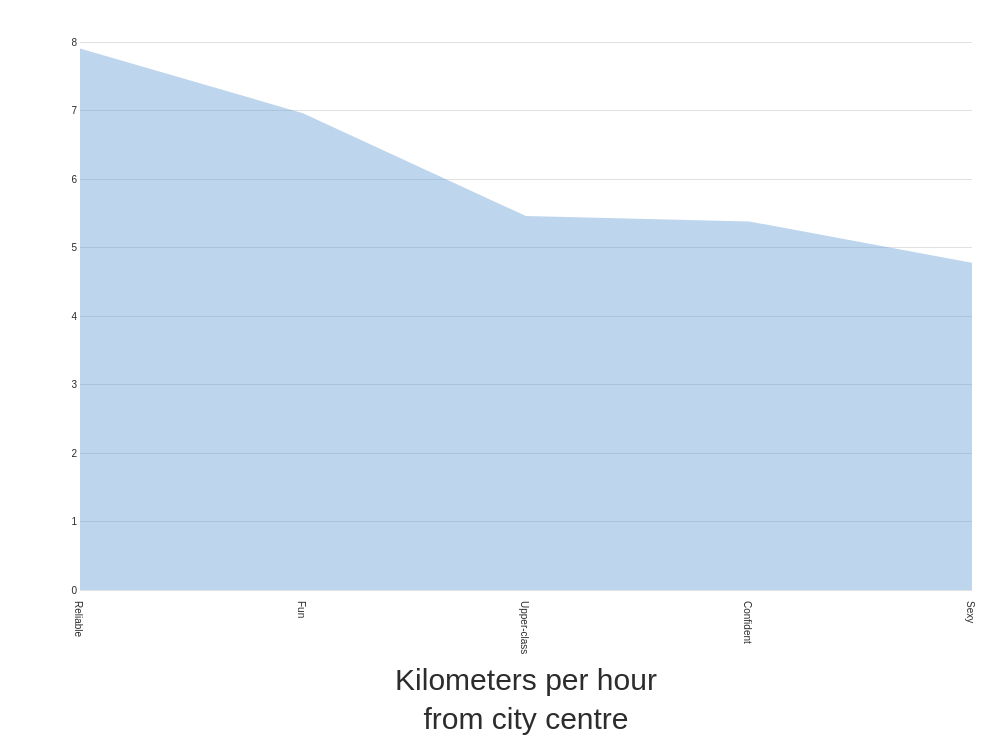 8
7
6
5
4
3
2
1
0
Reliable
Fun
Upper-class
Confident
Sexy
Kilometers per hour
from city centre